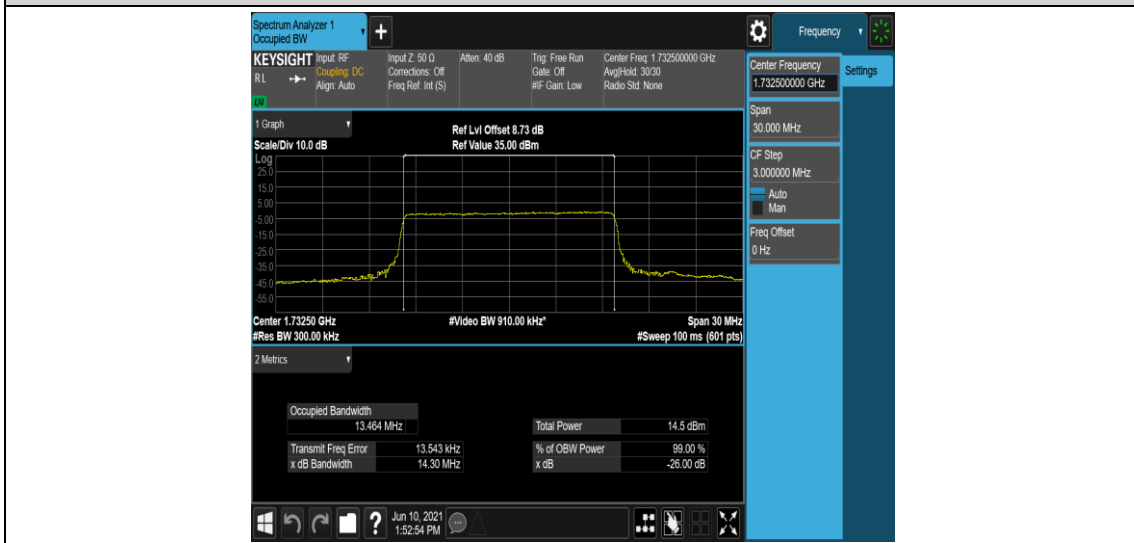 Spectrum Analyzer 1
Occupied BW
+
Frequency
KEYSIGHT
RL
LXI
Input: RF
Coupling: DC
Align: Auto
Input Z: 50 Ω
Corrections: Off
Freq Ref: Int (S)
Atten: 40 dB
Trig: Free Run
Gate: Off
#IF Gain: Low
Center Freq: 1.732500000 GHz
Avg|Hold: 30/30
Radio Std: None
Center Frequency
1.732500000 GHz
Settings
Span
30.000 MHz
CF Step
3.000000 MHz
Auto
Man
Freq Offset
0 Hz
1 Graph
Scale/Div 10.0 dB
Ref Lvl Offset 8.73 dB
Ref Value 35.00 dBm
Log
25.0
15.0
5.00
-5.00
-15.0
-25.0
-35.0
-45.0
-55.0
Center 1.73250 GHz
#Video BW 910.00 kHz*
Span 30 MHz
#Res BW 300.00 kHz
#Sweep 100 ms (601 pts)
2 Metrics
Occupied Bandwidth
13.464 MHz
Total Power 14.5 dBm
Transmit Freq Error 13.543 kHz
% of OBW Power 99.00 %
x dB Bandwidth 14.30 MHz
x dB -26.00 dB
?
Jun 10, 2021
1:52:54 PM